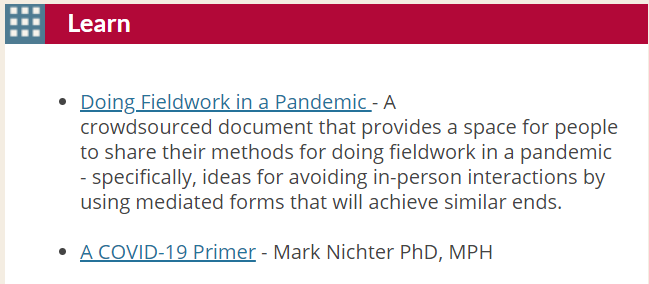 Learn
Doing Fieldwork in a Pandemic - A
crowdsourced document that provides a space for people
to share their methods for doing fieldwork in a pandemic
- specifically, ideas for avoiding in-person interactions by
using mediated forms that will achieve similar ends.
A COVID-19 Primer - Mark Nichter PhD, MPH